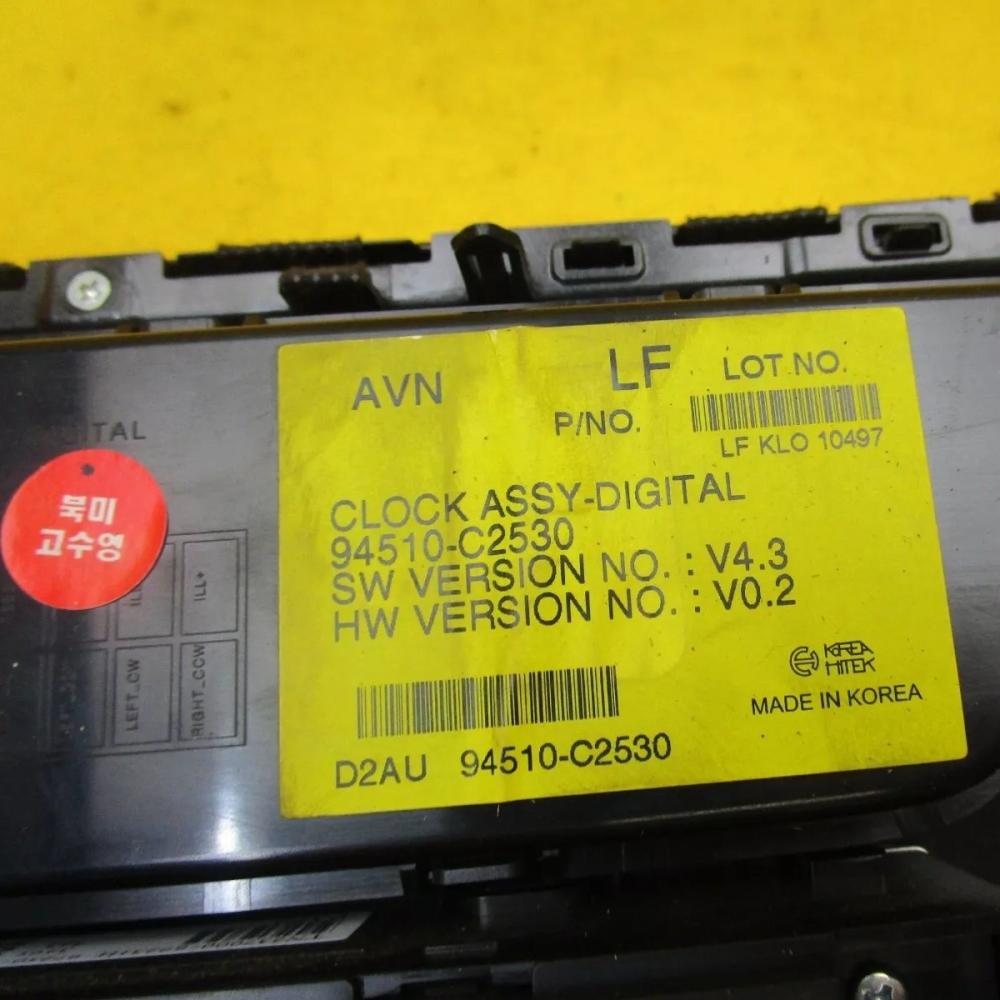 AVN
LF
LOT NO.
P/NO.
LF KLO 10497
CLOCK ASSY-DIGITAL
94510-C2530
SW VERSION NO. : V4.3
HW VERSION NO. : V0.2
KOREA
HITEK
MADE IN KOREA
D2AU 94510-C2530
북미
고수영
ILL+
LEFT_CW
RIGHT_CCW